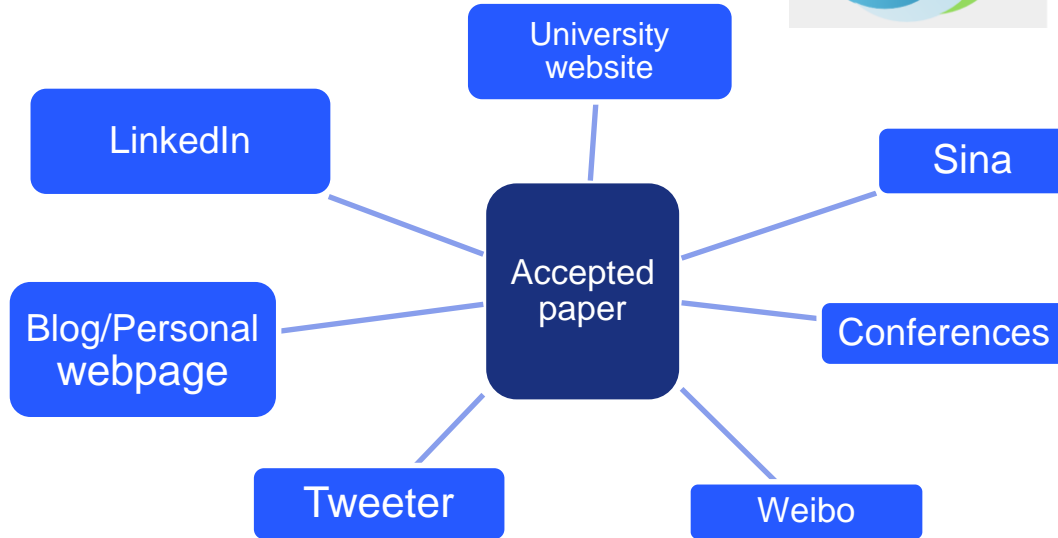 University
website
LinkedIn
Sina
Accepted
paper
Blog/Personal
webpage
Conferences
Tweeter
Weibo